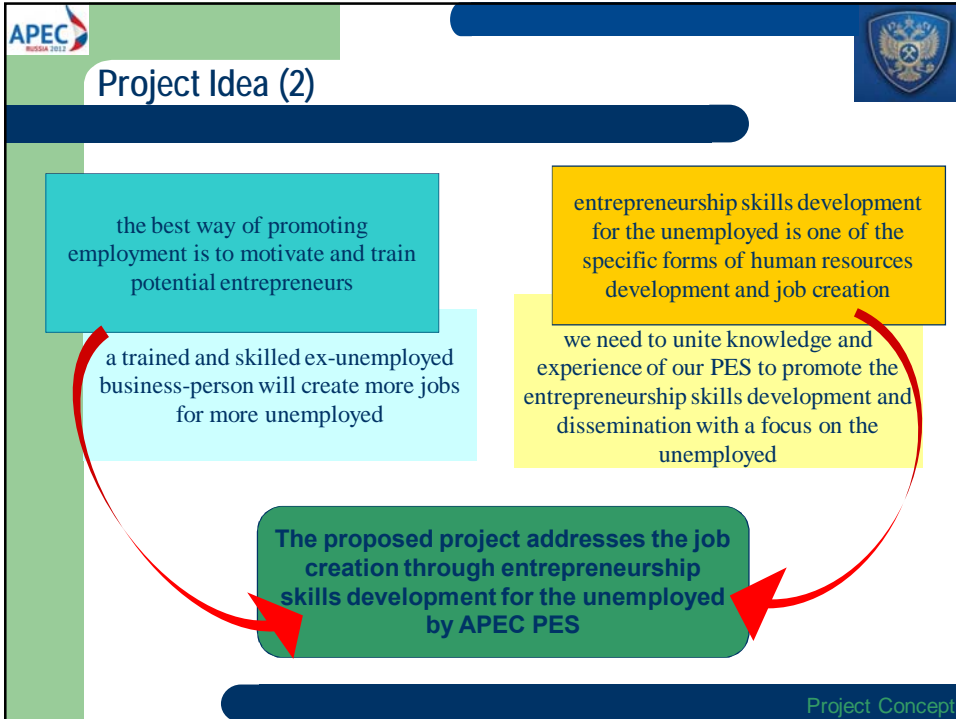 APEC
RUSSIA 2012
Project Idea (2)
the best way of promoting
employment is to motivate and train
potential entrepreneurs
a trained and skilled ex-unemployed
business-person will create more jobs
for more unemployed
entrepreneurship skills development
for the unemployed is one of the
specific forms of human resources
development and job creation
we need to unite knowledge and
experience of our PES to promote the
entrepreneurship skills development and
dissemination with a focus on the
unemployed
The proposed project addresses the job
creation through entrepreneurship
skills development for the unemployed
by APEC PES
Project Concept